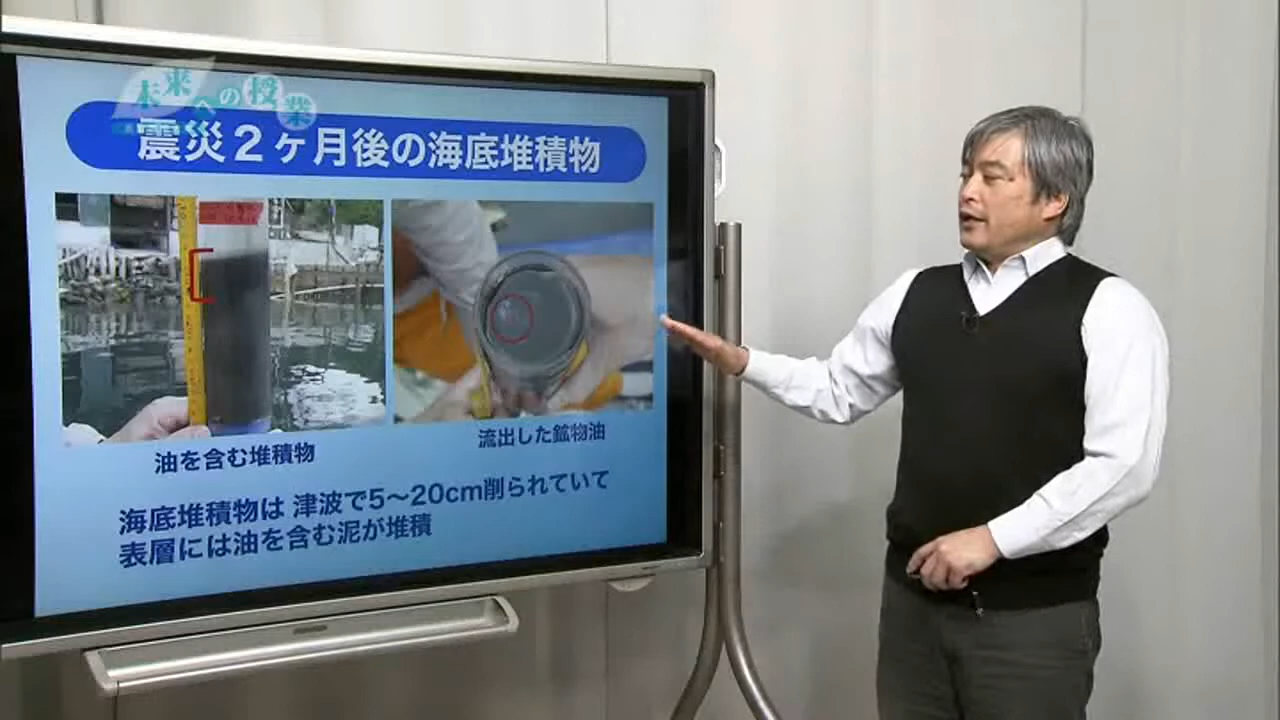 未来への授業
震災2ヶ月後の海底堆積物
油を含む堆積物
流出した鉱物油
海底堆積物は 津波で5〜20cm削られていて
表層には油を含む泥が堆積